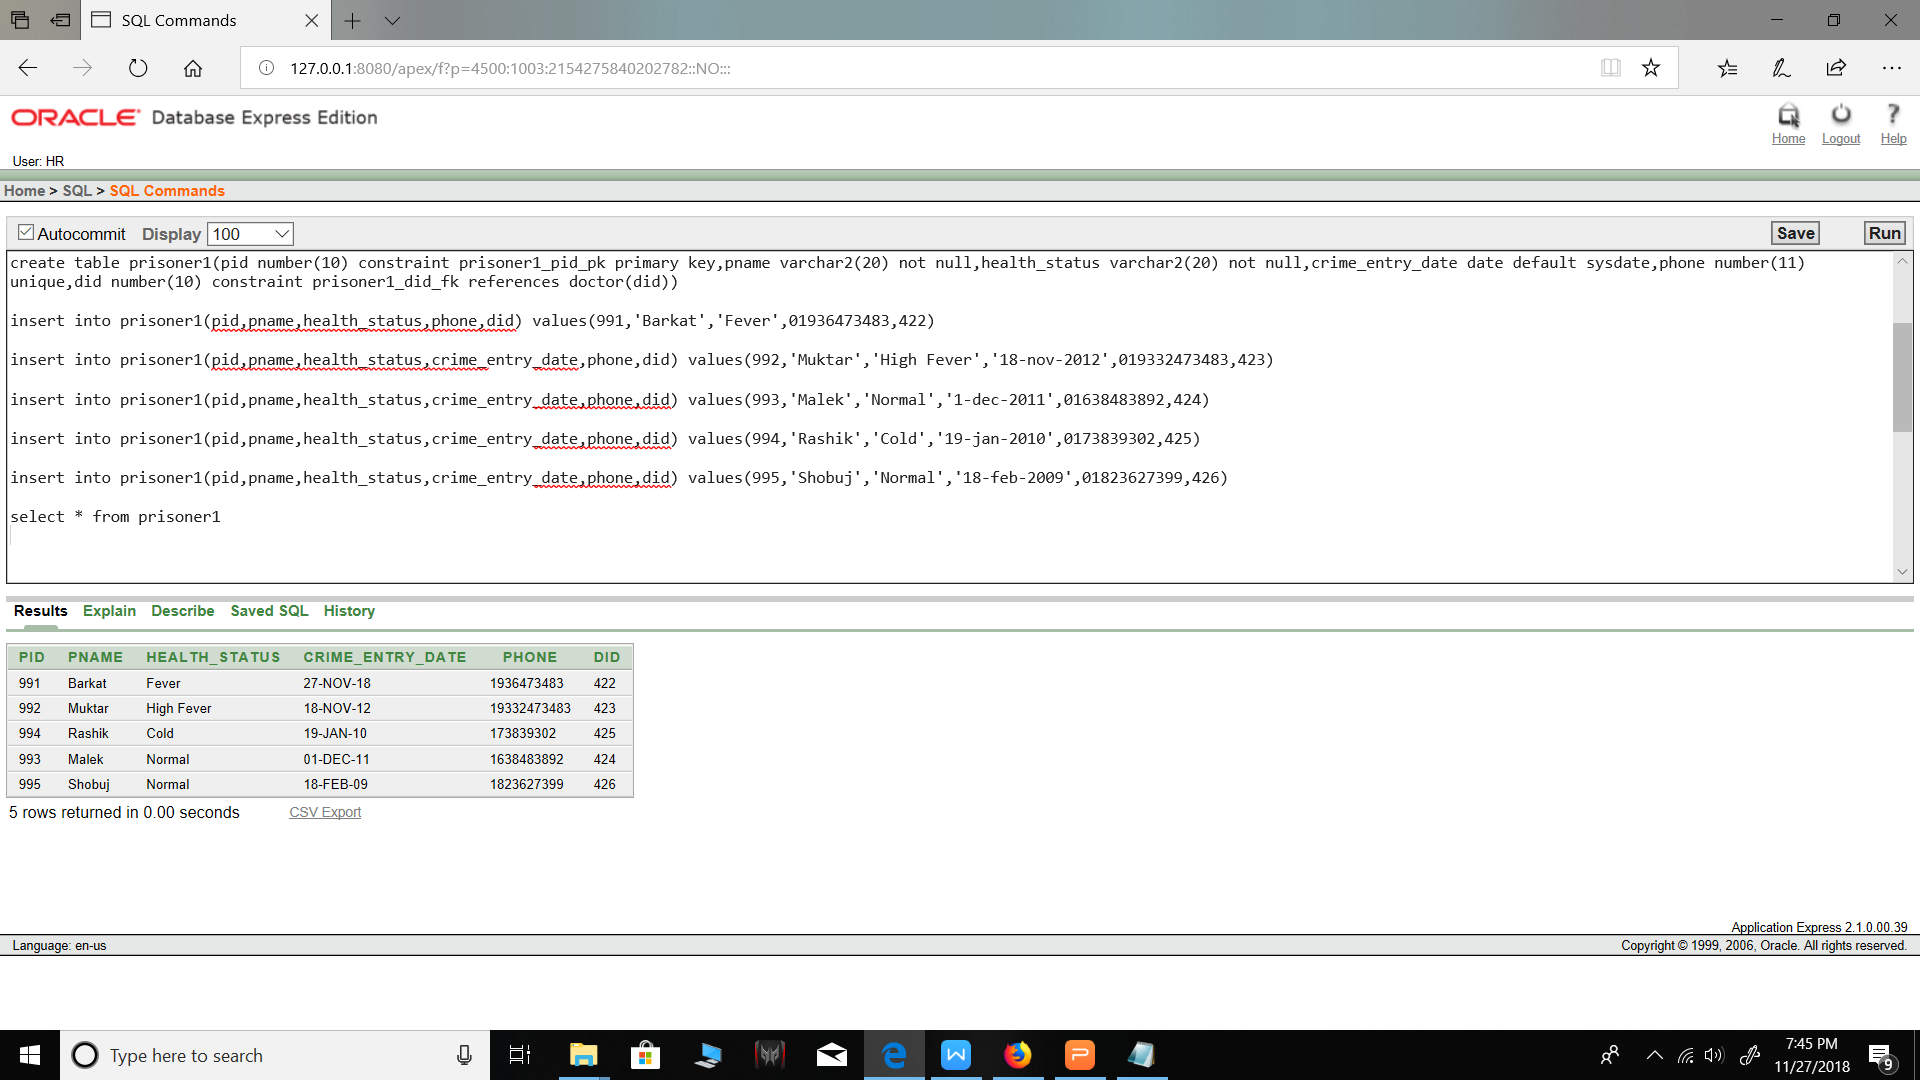 SQL Commands
127.0.0.1:8080/apex/f?p=4500:1003:2154275840202782::NO:::
ORACLE Database Express Edition
Home Logout Help
User: HR
Home > SQL > SQL Commands
Autocommit Display 100 Save Run
create table prisoner1(pid number(10) constraint prisoner1_pid_pk primary key,pname varchar2(20) not null,health_status varchar2(20) not null,crime_entry_date date default sysdate,phone number(11)
unique,did number(10) constraint prisoner1_did_fk references doctor(did))
insert into prisoner1(pid,pname,health_status,phone,did) values(991,'Barkat','Fever',01936473483,422)
insert into prisoner1(pid,pname,health_status,crime_entry_date,phone,did) values(992,'Muktar','High Fever','18-nov-2012',019332473483,423)
insert into prisoner1(pid,pname,health_status,crime_entry_date,phone,did) values(993,'Malek','Normal','1-dec-2011',01638483892,424)
insert into prisoner1(pid,pname,health_status,crime_entry_date,phone,did) values(994,'Rashik','Cold','19-jan-2010',0173839302,425)
insert into prisoner1(pid,pname,health_status,crime_entry_date,phone,did) values(995,'Shobuj','Normal','18-feb-2009',01823627399,426)
select * from prisoner1
Results Explain Describe Saved SQL History
PID PNAME HEALTH_STATUS CRIME_ENTRY_DATE PHONE DID
991 Barkat Fever 27-NOV-18 1936473483 422
992 Muktar High Fever 18-NOV-12 19332473483 423
994 Rashik Cold 19-JAN-10 173839302 425
993 Malek Normal 01-DEC-11 1638483892 424
995 Shobuj Normal 18-FEB-09 1823627399 426
5 rows returned in 0.00 seconds CSV Export
Application Express 2.1.0.00.39
Language: en-us Copyright © 1999, 2006, Oracle. All rights reserved.
Type here to search
7:45 PM
11/27/2018
9